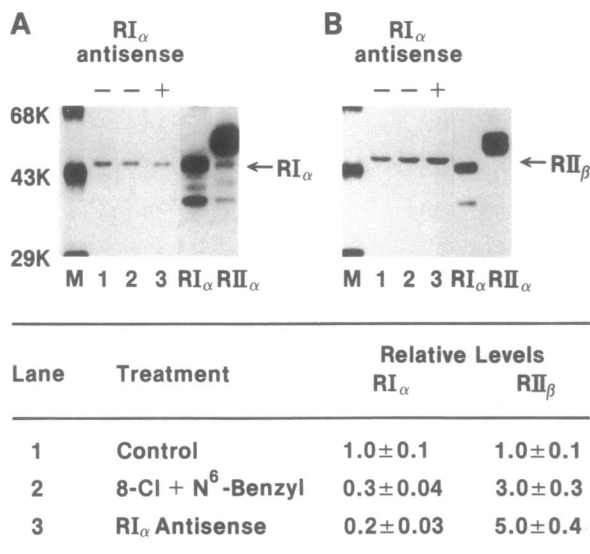 A
RIα
antisense
− − +
68K
43K
29K
←RIα
M 1 2 3 RIα RIIα
B
RIα
antisense
− − +
←RIIβ
M 1 2 3 RIα RIIα
Relative Levels
Lane Treatment RIα RIIβ
1 Control 1.0±0.1 1.0±0.1
2 8-Cl + N⁶-Benzyl 0.3±0.04 3.0±0.3
3 RIα Antisense 0.2±0.03 5.0±0.4